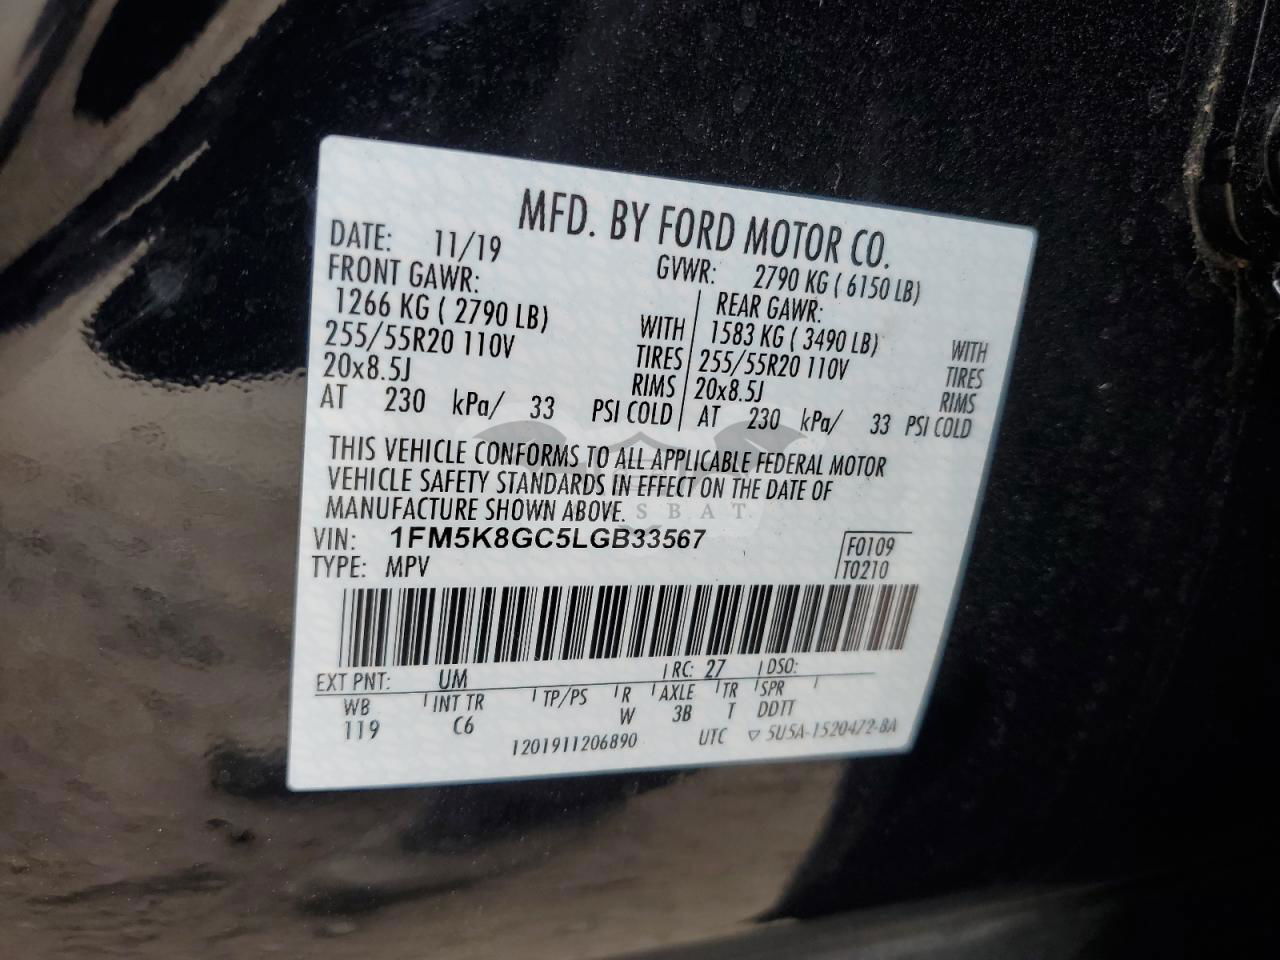 MFD. BY FORD MOTOR CO.
DATE: 11/19 GVWR: 2790 KG ( 6150 LB)
FRONT GAWR: REAR GAWR:
1266 KG ( 2790 LB) WITH 1583 KG ( 3490 LB) WITH
255/55R20 110V TIRES 255/55R20 110V TIRES
20x8.5J RIMS 20x8.5J RIMS
AT 230 kPa/ 33 PSI COLD AT 230 kPa/ 33 PSI COLD
THIS VEHICLE CONFORMS TO ALL APPLICABLE FEDERAL MOTOR
VEHICLE SAFETY STANDARDS IN EFFECT ON THE DATE OF
MANUFACTURE SHOWN ABOVE.
VIN: 1FM5K8GC5LGB33567 F0109
TYPE: MPV T0210
EXT PNT: UM RC: 27 DSO:
WB INT TR TP/PS R AXLE TR SPR
119 C6 W 3B T DDTT
1201911206890 UTC ▽ 5U5A-1520472-BA